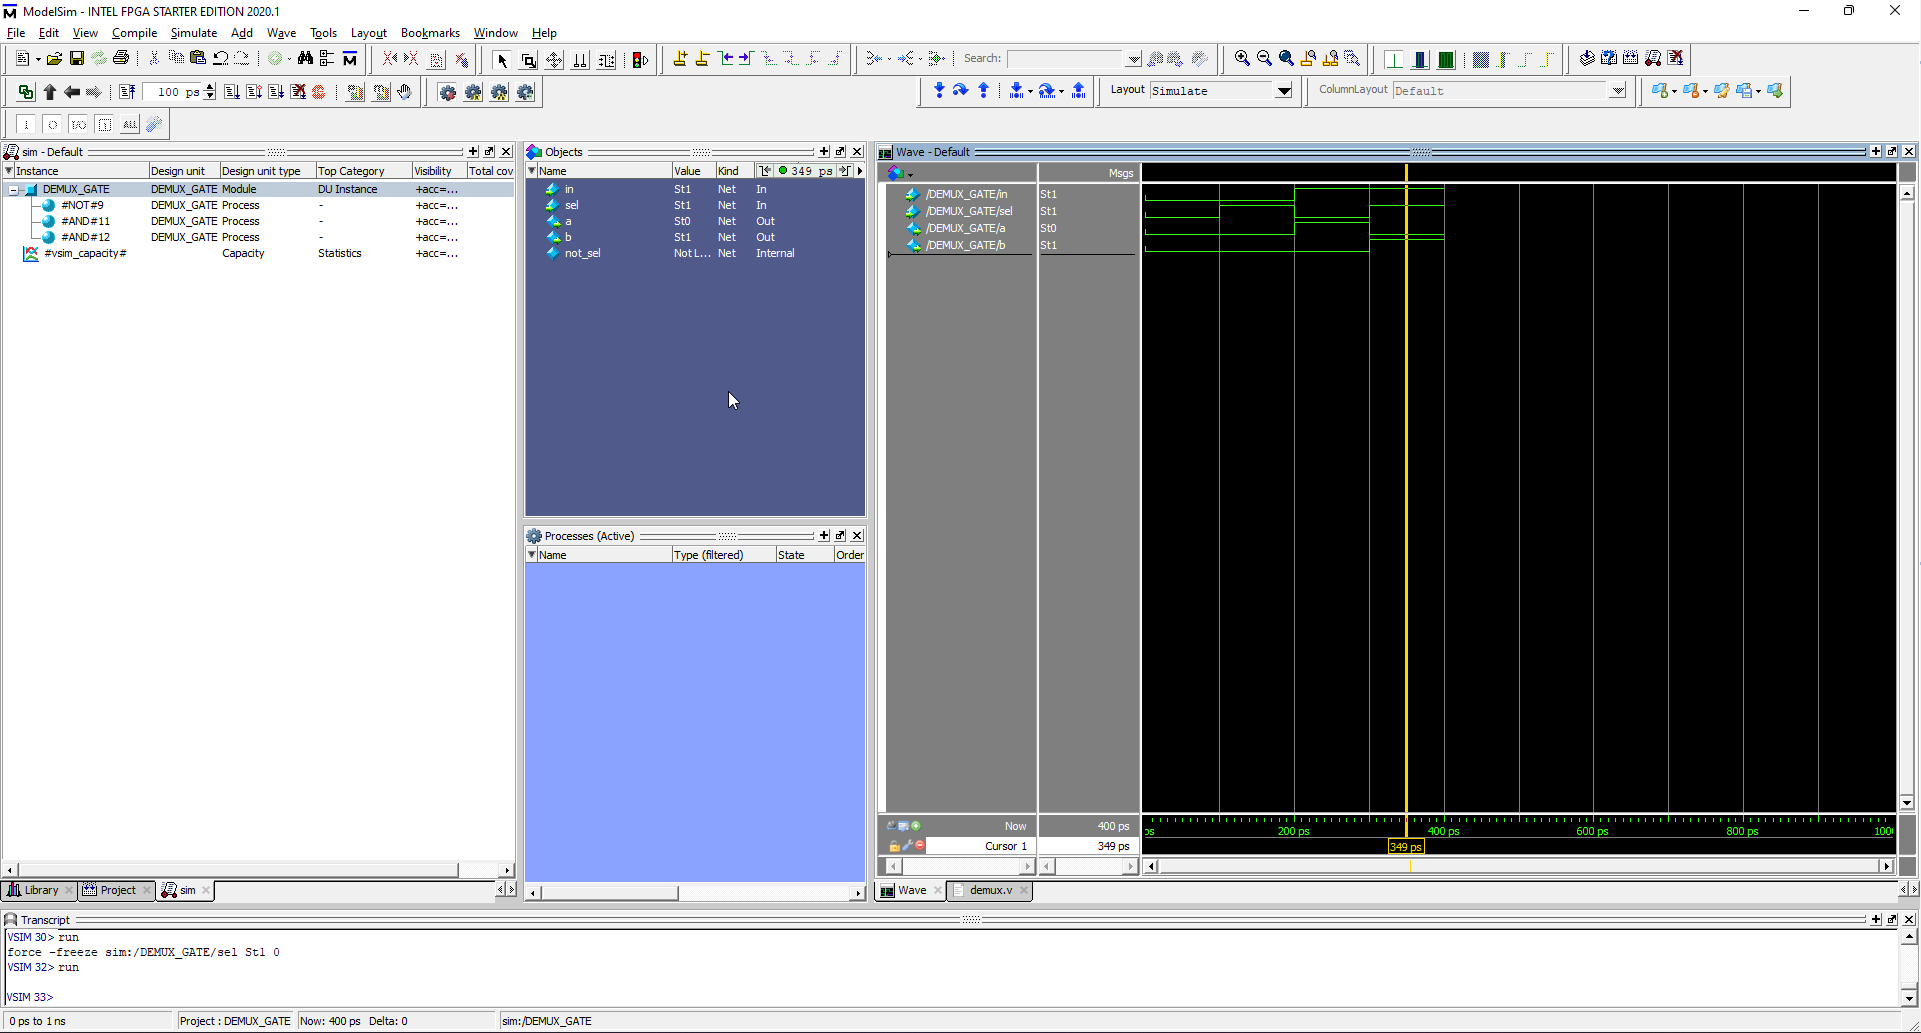 ModelSim - INTEL FPGA STARTER EDITION 2020.1
File Edit View Compile Simulate Add Wave Tools Layout Bookmarks Window Help
Search:
100 ps
Layout Simulate
ColumnLayout Default
I O I/O ALL
sim - Default
Instance Design unit Design unit type Top Category Visibility Total cov
DEMUX_GATE DEMUX_GATE Module DU Instance +acc=...
#NOT#9 DEMUX_GATE Process - +acc=...
#AND#11 DEMUX_GATE Process - +acc=...
#AND#12 DEMUX_GATE Process - +acc=...
#vsim_capacity# Capacity Statistics +acc=...
Library Project sim
Objects
Name Value Kind 349 ps
in St1 Net In
sel St1 Net In
a St0 Net Out
b St1 Net Out
not_sel Not L... Net Internal
Processes (Active)
Name Type (filtered) State Order
Wave - Default
Msgs
/DEMUX_GATE/in St1
/DEMUX_GATE/sel St1
/DEMUX_GATE/a St0
/DEMUX_GATE/b St1
Now 400 ps
ps 200 ps 400 ps 600 ps 800 ps 100
Cursor 1 349 ps
349 ps
Wave demux.v
Transcript
VSIM 30> run
force -freeze sim:/DEMUX_GATE/sel St1 0
VSIM 32> run
VSIM 33>
0 ps to 1 ns Project : DEMUX_GATE Now: 400 ps Delta: 0 sim:/DEMUX_GATE